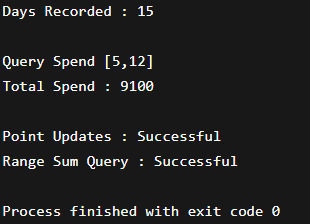 Days Recorded : 15
Query Spend [5,12]
Total Spend : 9100
Point Updates : Successful
Range Sum Query : Successful
Process finished with exit code 0